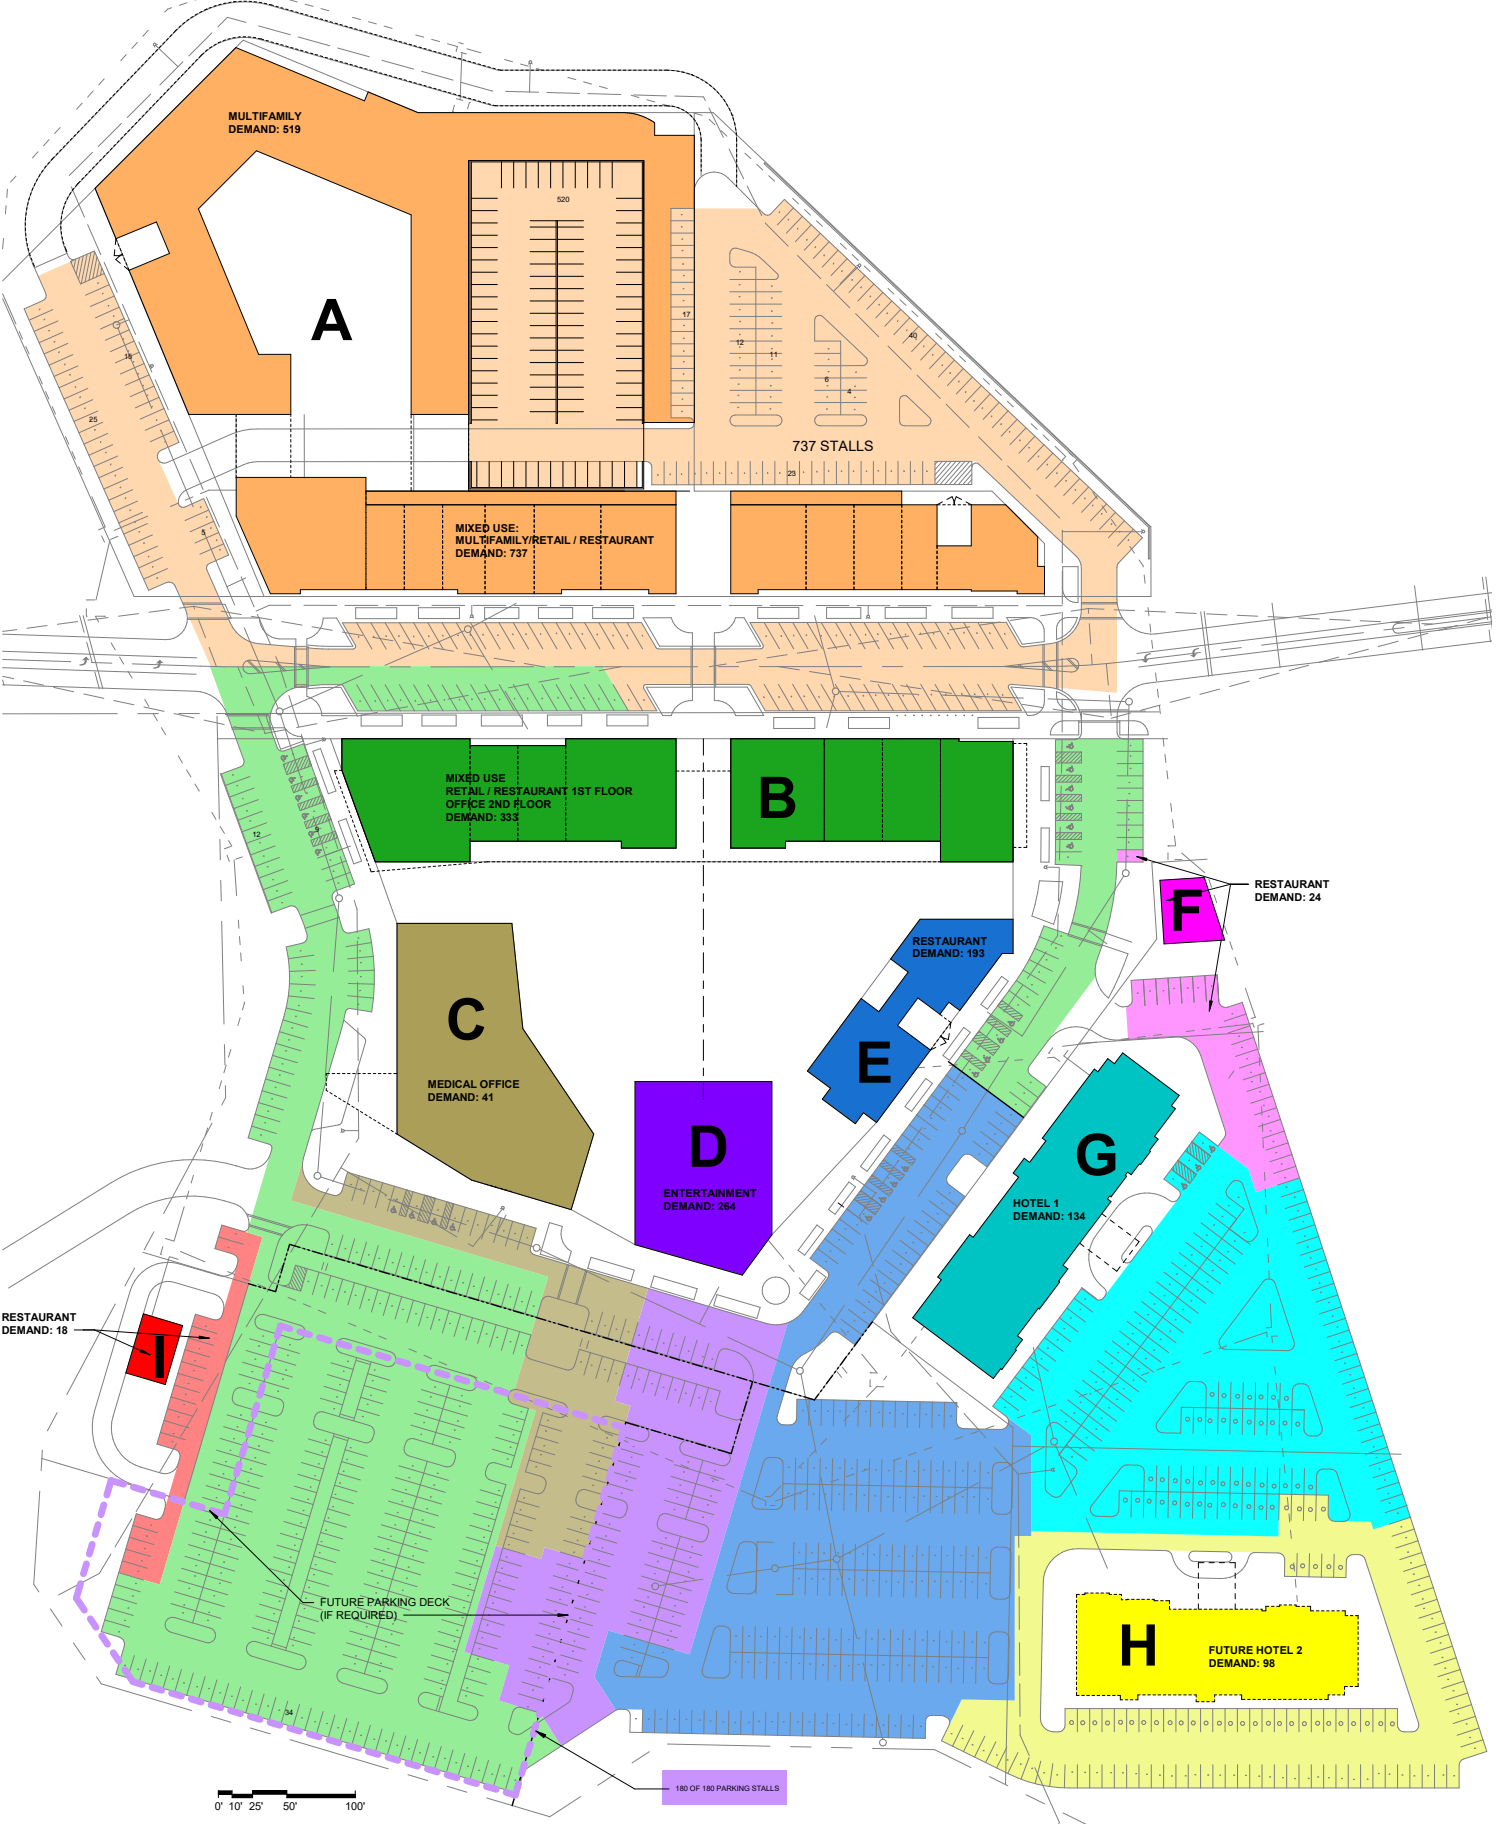 MULTIFAMILY
DEMAND: 519
520
A
17
12
11
40
6
4
15
25
737 STALLS
23
5
MIXED USE:
MULTIFAMILY/RETAIL / RESTAURANT
DEMAND: 737
MIXED USE
RETAIL / RESTAURANT 1ST FLOOR
OFFICE 2ND FLOOR
DEMAND: 333
B
12
9
RESTAURANT
DEMAND: 24
F
RESTAURANT
DEMAND: 193
E
C
MEDICAL OFFICE
DEMAND: 41
D
ENTERTAINMENT
DEMAND: 264
G
HOTEL 1
DEMAND: 134
RESTAURANT
DEMAND: 18
I
FUTURE PARKING DECK
(IF REQUIRED)
H
FUTURE HOTEL 2
DEMAND: 98
34
180 OF 180 PARKING STALLS
0' 10' 25' 50' 100'